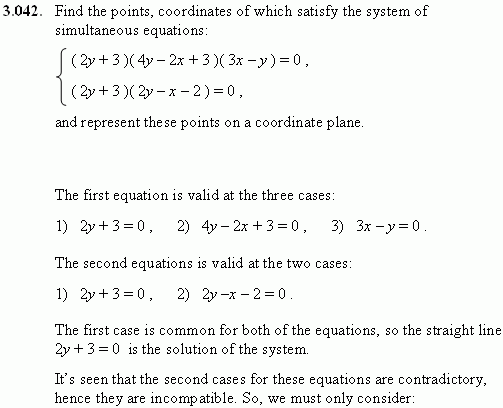 3.042. Find the points, coordinates of which satisfy the system of
simultaneous equations:
( 2y + 3 )( 4y – 2x + 3 )( 3x – y ) = 0 ,
( 2y + 3 )( 2y – x – 2 ) = 0 ,
and represent these points on a coordinate plane.
The first equation is valid at the three cases:
1) 2y + 3 = 0 , 2) 4y – 2x + 3 = 0 , 3) 3x – y = 0 .
The second equations is valid at the two cases:
1) 2y + 3 = 0 , 2) 2y –x – 2 = 0 .
The first case is common for both of the equations, so the straight line
2y + 3 = 0 is the solution of the system.
It's seen that the second cases for these equations are contradictory,
hence they are incompatible. So, we must only consider: